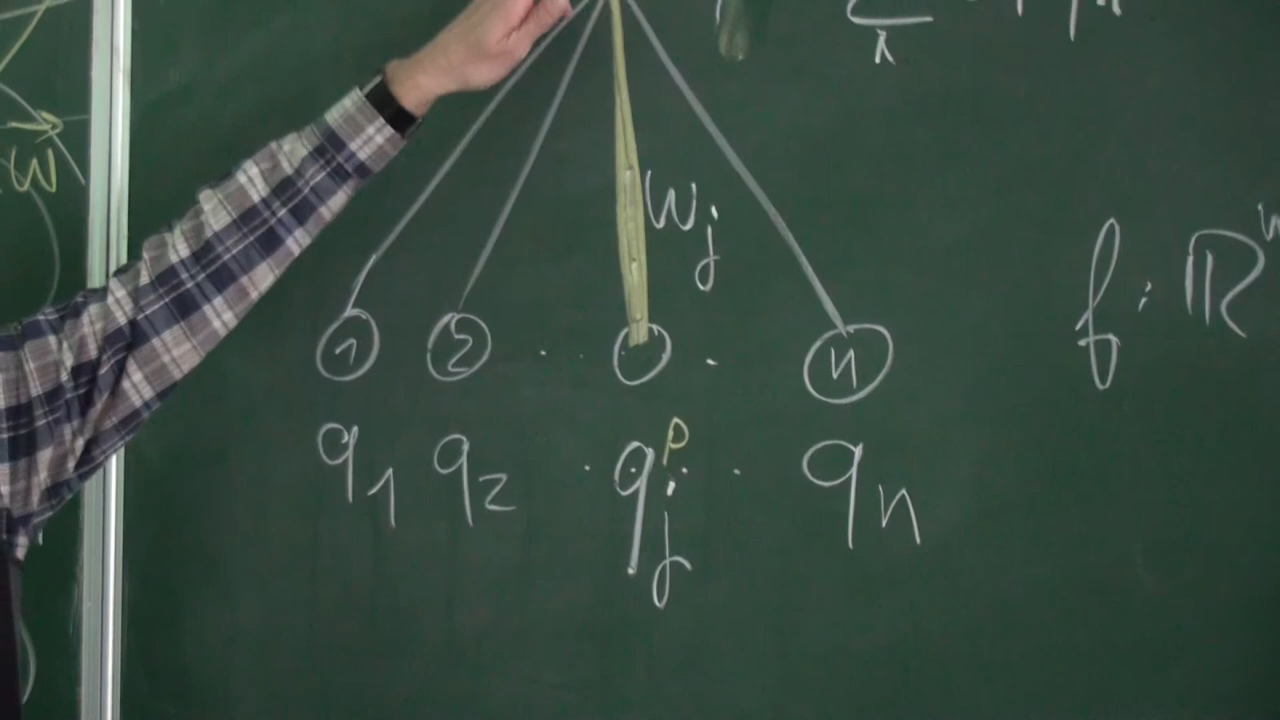 λ
ω
w_j
f : ℝ^n
1 2 . . . n
q_1 q_2 . . q_j^p . . q_n